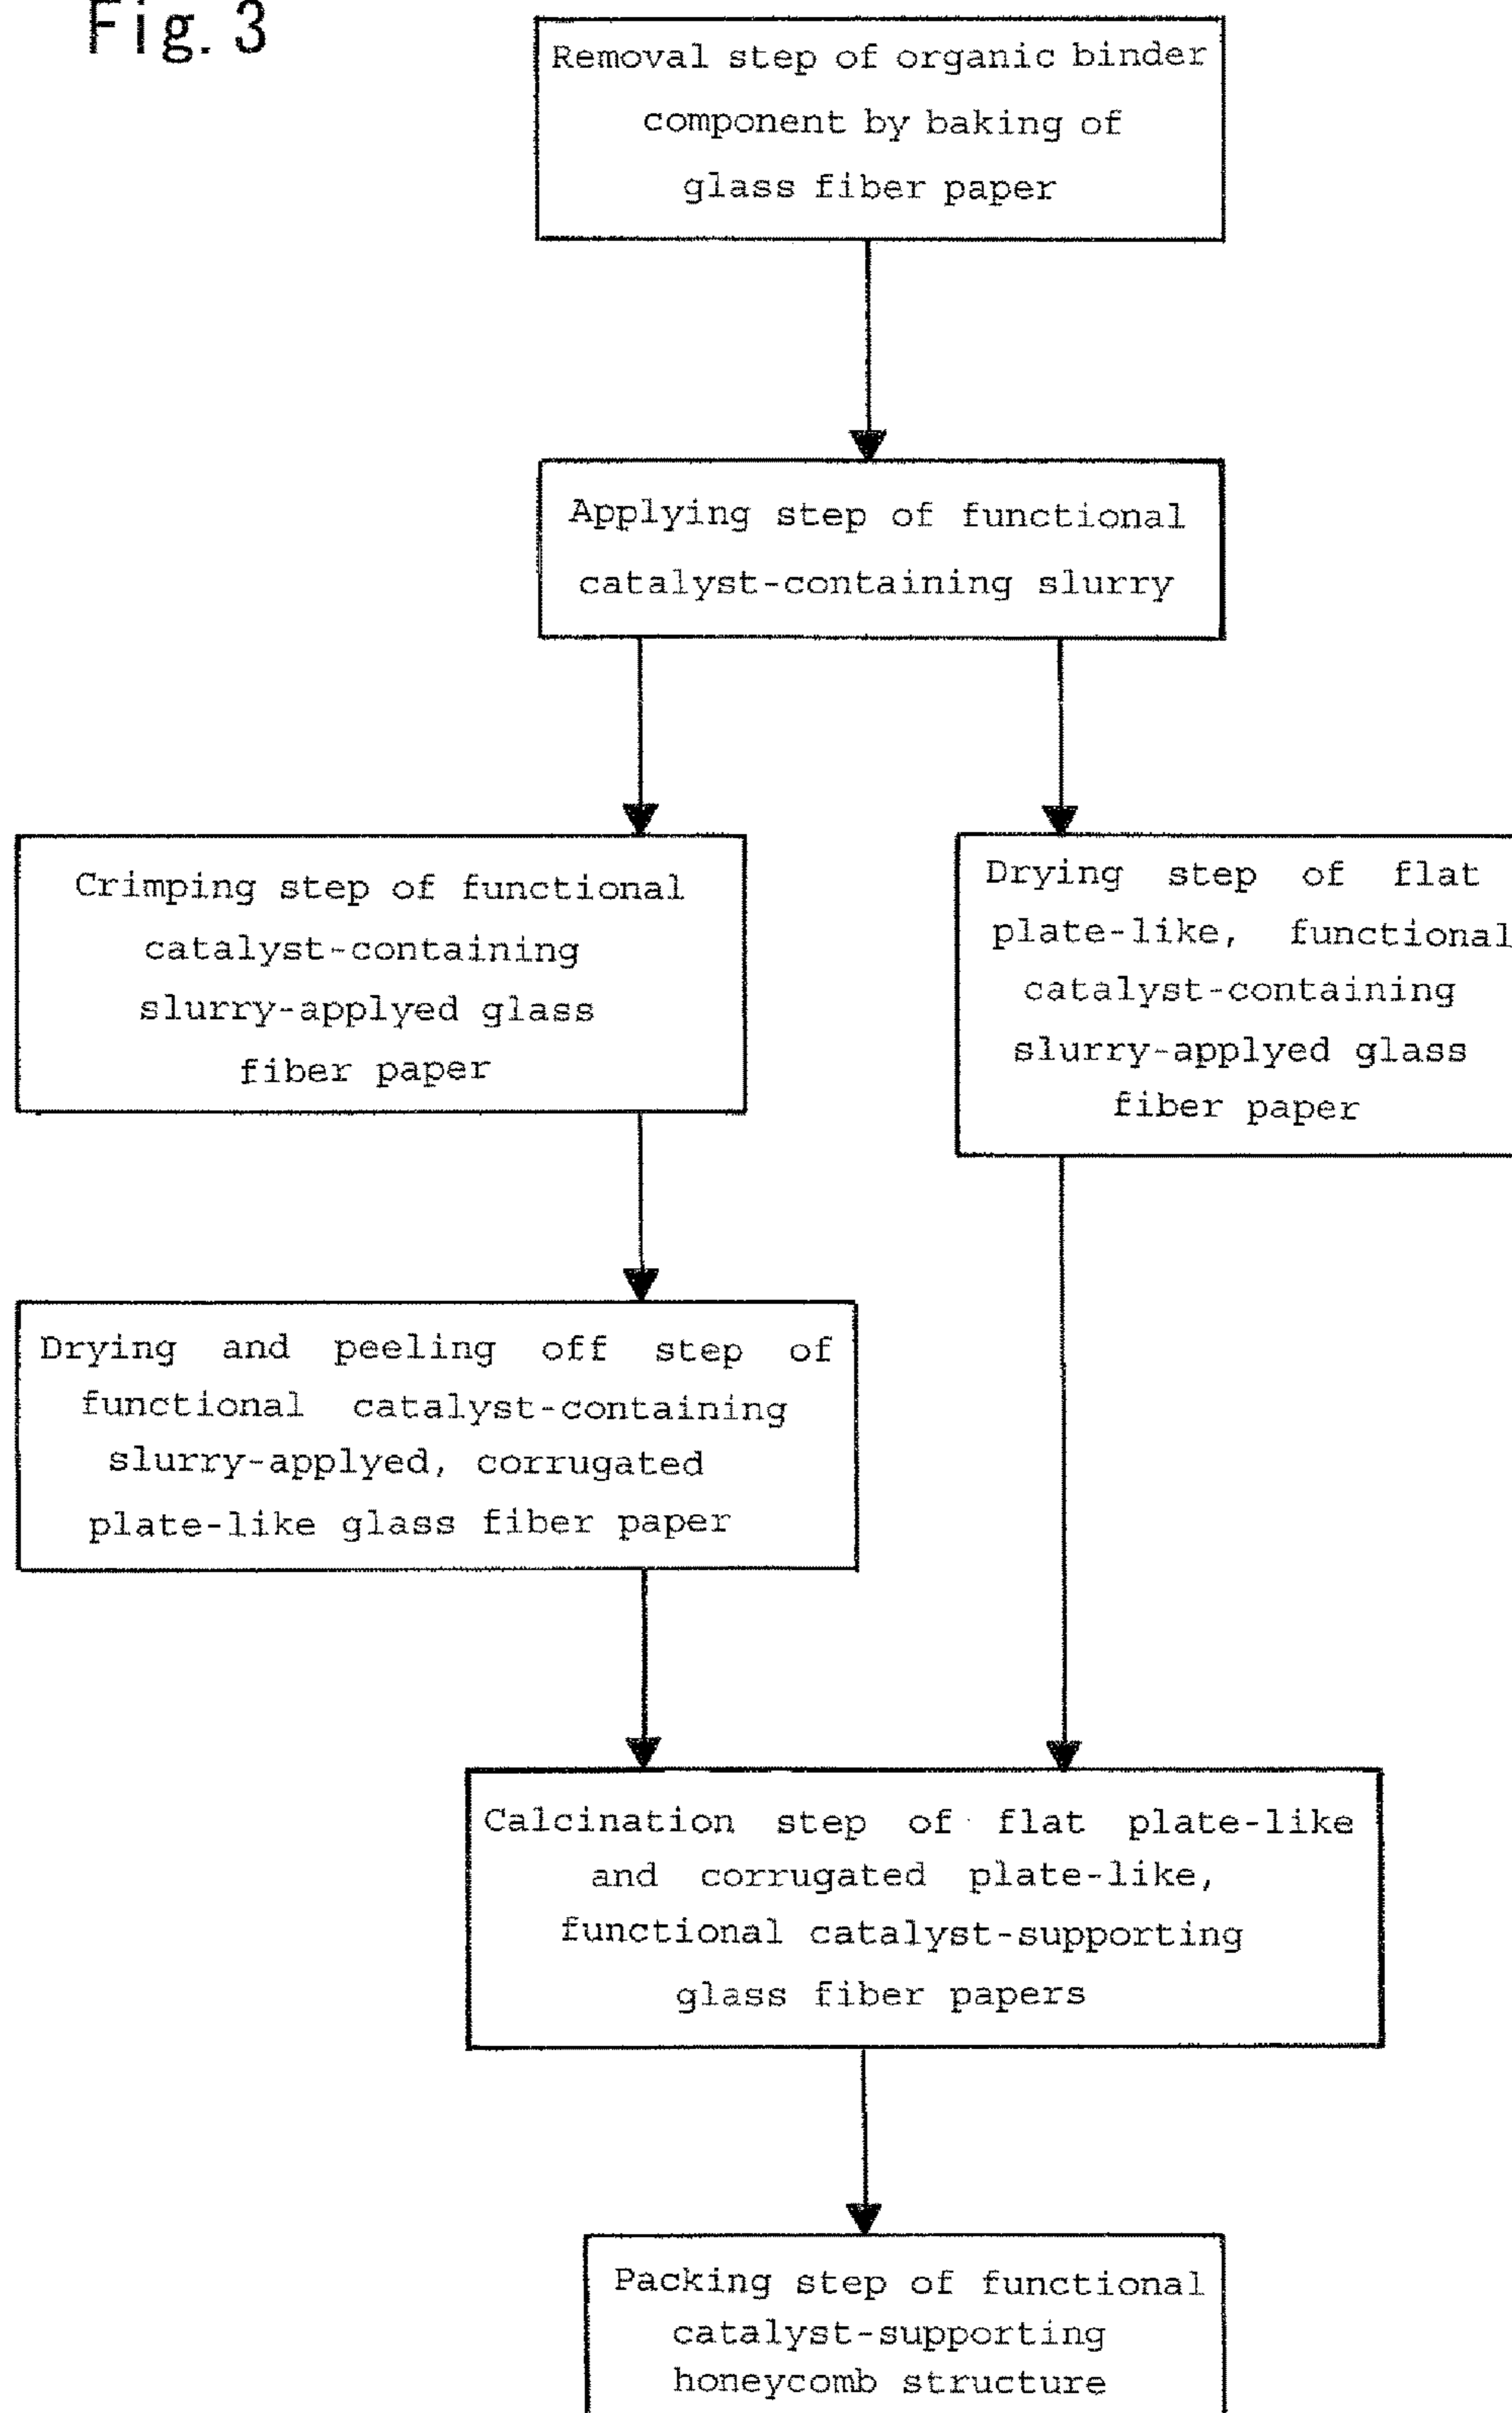 Fig. 3
Removal step of organic binder
component by baking of
glass fiber paper
Applying step of functional
catalyst-containing slurry
Crimping step of functional
catalyst-containing
slurry-applyed glass
fiber paper
Drying step of flat
plate-like, functional
catalyst-containing
slurry-applyed glass
fiber paper
Drying and peeling off step of
functional catalyst-containing
slurry-applyed, corrugated
plate-like glass fiber paper
Calcination step of flat plate-like
and corrugated plate-like,
functional catalyst-supporting
glass fiber papers
Packing step of functional
catalyst-supporting
honeycomb structure